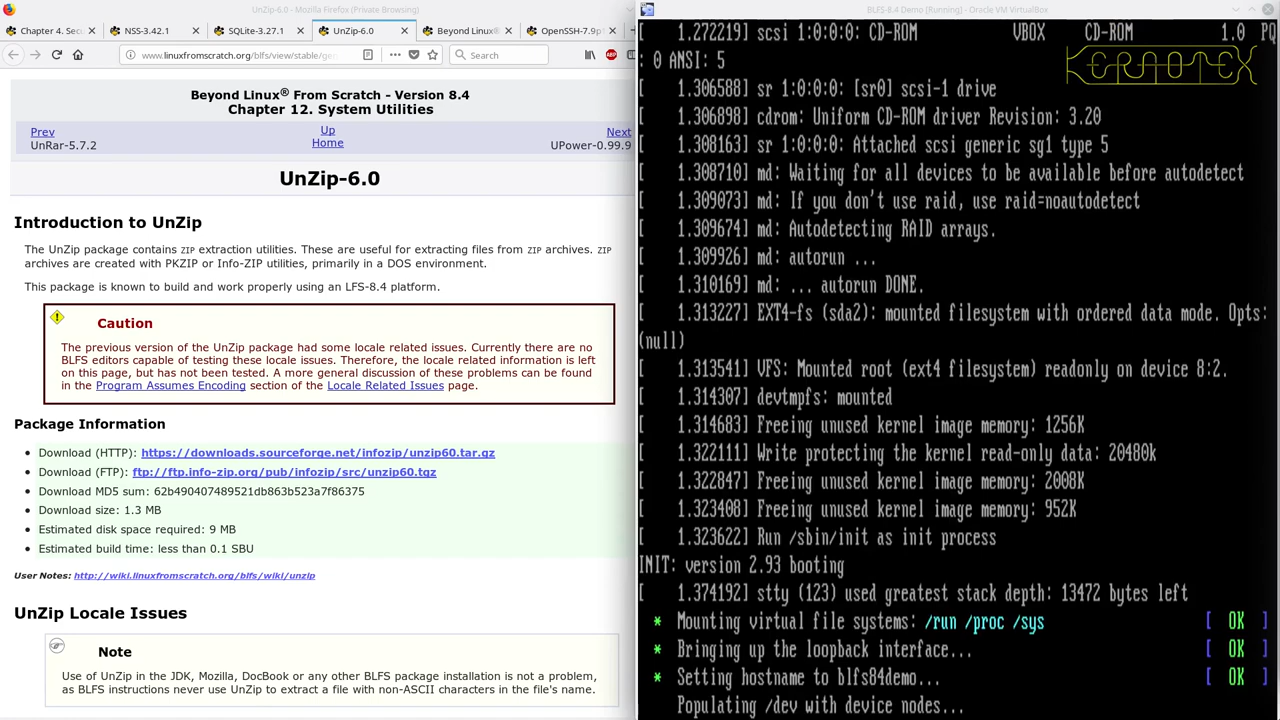 UnZip-6.0 - Mozilla Firefox (Private Browsing)
Chapter 4. Sec
NSS-3.42.1
SQLite-3.27.1
UnZip-6.0
Beyond Linux®
OpenSSH-7.9p1
www.linuxfromscratch.org/blfs/view/stable/ge
Search
Beyond Linux® From Scratch - Version 8.4
Chapter 12. System Utilities
Prev
Up
Next
UnRar-5.7.2
Home
UPower-0.99.9
UnZip-6.0
Introduction to UnZip
The UnZip package contains ZIP extraction utilities. These are useful for extracting files from ZIP archives. ZIP
archives are created with PKZIP or Info-ZIP utilities, primarily in a DOS environment.
This package is known to build and work properly using an LFS-8.4 platform.
Caution
The previous version of the UnZip package had some locale related issues. Currently there are no
BLFS editors capable of testing these locale issues. Therefore, the locale related information is left
on this page, but has not been tested. A more general discussion of these problems can be found
in the Program Assumes Encoding section of the Locale Related Issues page.
Package Information
Download (HTTP): https://downloads.sourceforge.net/infozip/unzip60.tar.gz
Download (FTP): ftp://ftp.info-zip.org/pub/infozip/src/unzip60.tgz
Download MD5 sum: 62b490407489521db863b523a7f86375
Download size: 1.3 MB
Estimated disk space required: 9 MB
Estimated build time: less than 0.1 SBU
User Notes: http://wiki.linuxfromscratch.org/blfs/wiki/unzip
UnZip Locale Issues
Note
Use of UnZip in the JDK, Mozilla, DocBook or any other BLFS package installation is not a problem,
as BLFS instructions never use UnZip to extract a file with non-ASCII characters in the file's name.
BLFS-8.4 Demo [Running] - Oracle VM VirtualBox
[ 1.272219] scsi 1:0:0:0: CD-ROM VBOX CD-ROM 1.0 PQ
: 0 ANSI: 5
KERNOTEX
[ 1.306588] sr 1:0:0:0: [sr0] scsi-1 drive
[ 1.306898] cdrom: Uniform CD-ROM driver Revision: 3.20
[ 1.308163] sr 1:0:0:0: Attached scsi generic sg1 type 5
[ 1.308710] md: Waiting for all devices to be available before autodetect
[ 1.309073] md: If you don't use raid, use raid=noautodetect
[ 1.309674] md: Autodetecting RAID arrays.
[ 1.309926] md: autorun ...
[ 1.310169] md: ... autorun DONE.
[ 1.313227] EXT4-fs (sda2): mounted filesystem with ordered data mode. Opts:
(null)
[ 1.313541] VFS: Mounted root (ext4 filesystem) readonly on device 8:2.
[ 1.314307] devtmpfs: mounted
[ 1.314683] Freeing unused kernel image memory: 1256K
[ 1.322111] Write protecting the kernel read-only data: 20480k
[ 1.322847] Freeing unused kernel image memory: 2008K
[ 1.323408] Freeing unused kernel image memory: 952K
[ 1.323622] Run /sbin/init as init process
INIT: version 2.93 booting
[ 1.374192] stty (123) used greatest stack depth: 13472 bytes left
* Mounting virtual file systems: /run /proc /sys [ OK ]
* Bringing up the loopback interface... [ OK ]
* Setting hostname to blfs84demo... [ OK ]
Populating /dev with device nodes...